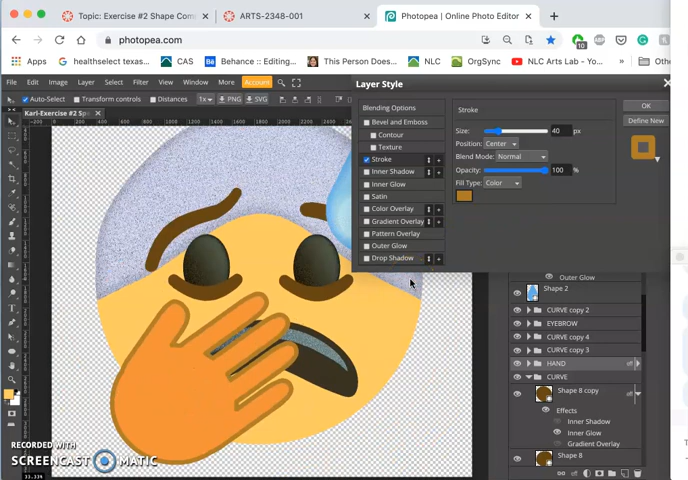 Topic: Exercise #2 Shape Com
ARTS-2348-001
Photopea | Online Photo Editor
photopea.com
10
Apps
healthselect texas...
CAS
Behance :: Editing...
This Person Does...
NLC
OrgSync
NLC Arts Lab - Yo...
Othe
File Edit Image Layer Select Filter View Window More Account
Auto-Select Transform controls Distances 1x PNG SVG
Layer Style
Blending Options
Bevel and Emboss
Contour
Texture
Stroke
Inner Shadow
Inner Glow
Satin
Color Overlay
Gradient Overlay
Pattern Overlay
Outer Glow
Drop Shadow
Stroke
Size: 40 px
Position: Center
Blend Mode: Normal
Opacity: 100 %
Fill Type: Color
OK
Define New
Outer Glow
Shape 2
CURVE copy 2
EYEBROW
CURVE copy 4
CURVE copy 3
HAND
CURVE
Shape 8 copy
Effects
Inner Shadow
Inner Glow
Gradient Overlay
Shape 8
33.33%
RECORDED WITH
SCREENCAST MATIC